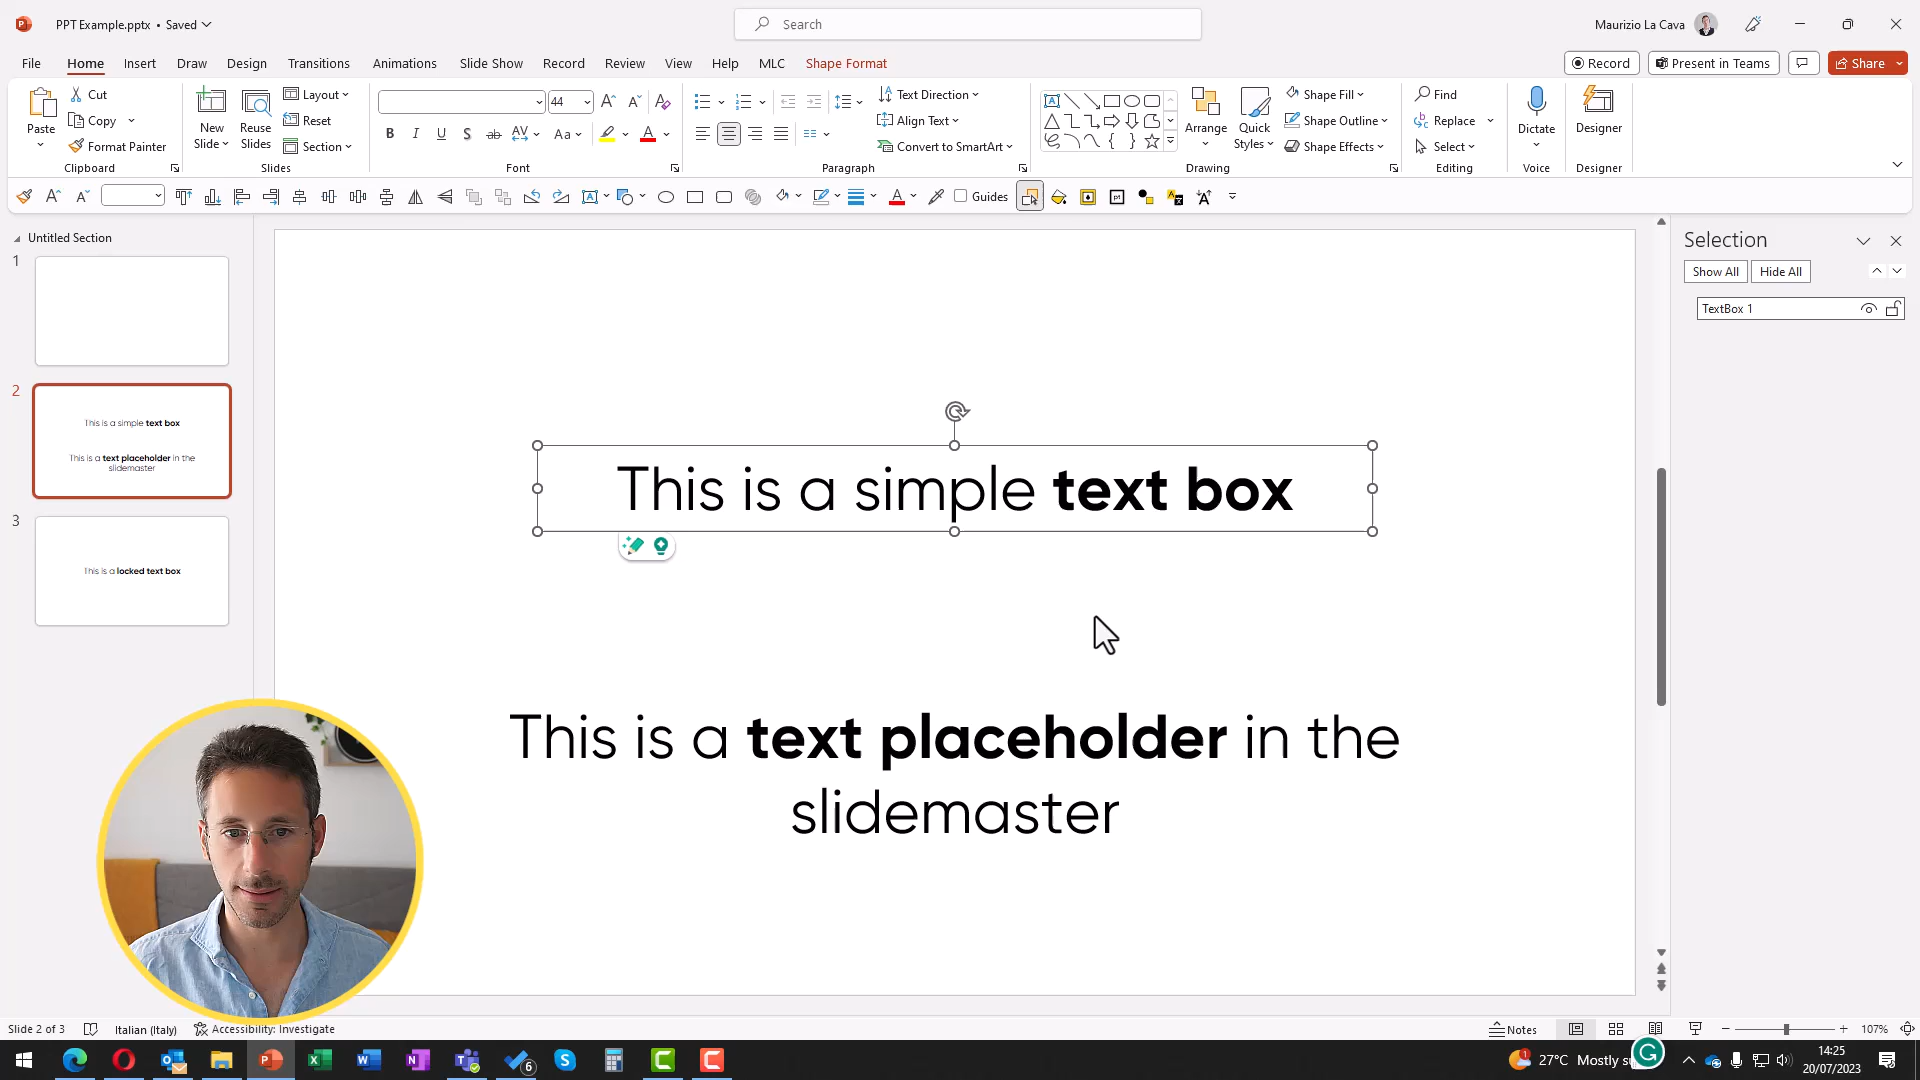 PPT Example.pptx • Saved
Search
Maurizio La Cava
File Home Insert Draw Design Transitions Animations Slide Show Record Review View Help MLC Shape Format
Record
Present in Teams
Share
Paste
Cut
Copy
Format Painter
Clipboard
New Slide
Reuse Slides
Layout
Reset
Section
Slides
44
Font
Text Direction
Align Text
Convert to SmartArt
Paragraph
Arrange
Quick Styles
Shape Fill
Shape Outline
Shape Effects
Drawing
Find
Replace
Select
Editing
Dictate
Voice
Designer
Designer
Guides
Untitled Section
1
2
This is a simple text box
This is a text placeholder in the
slidemaster
3
This is a locked text box
This is a simple text box
This is a text placeholder in the
slidemaster
Selection
Show All Hide All
TextBox 1
Slide 2 of 3
Italian (Italy)
Accessibility: Investigate
Notes
107%
6
1
27°C Mostly
14:25
20/07/2023